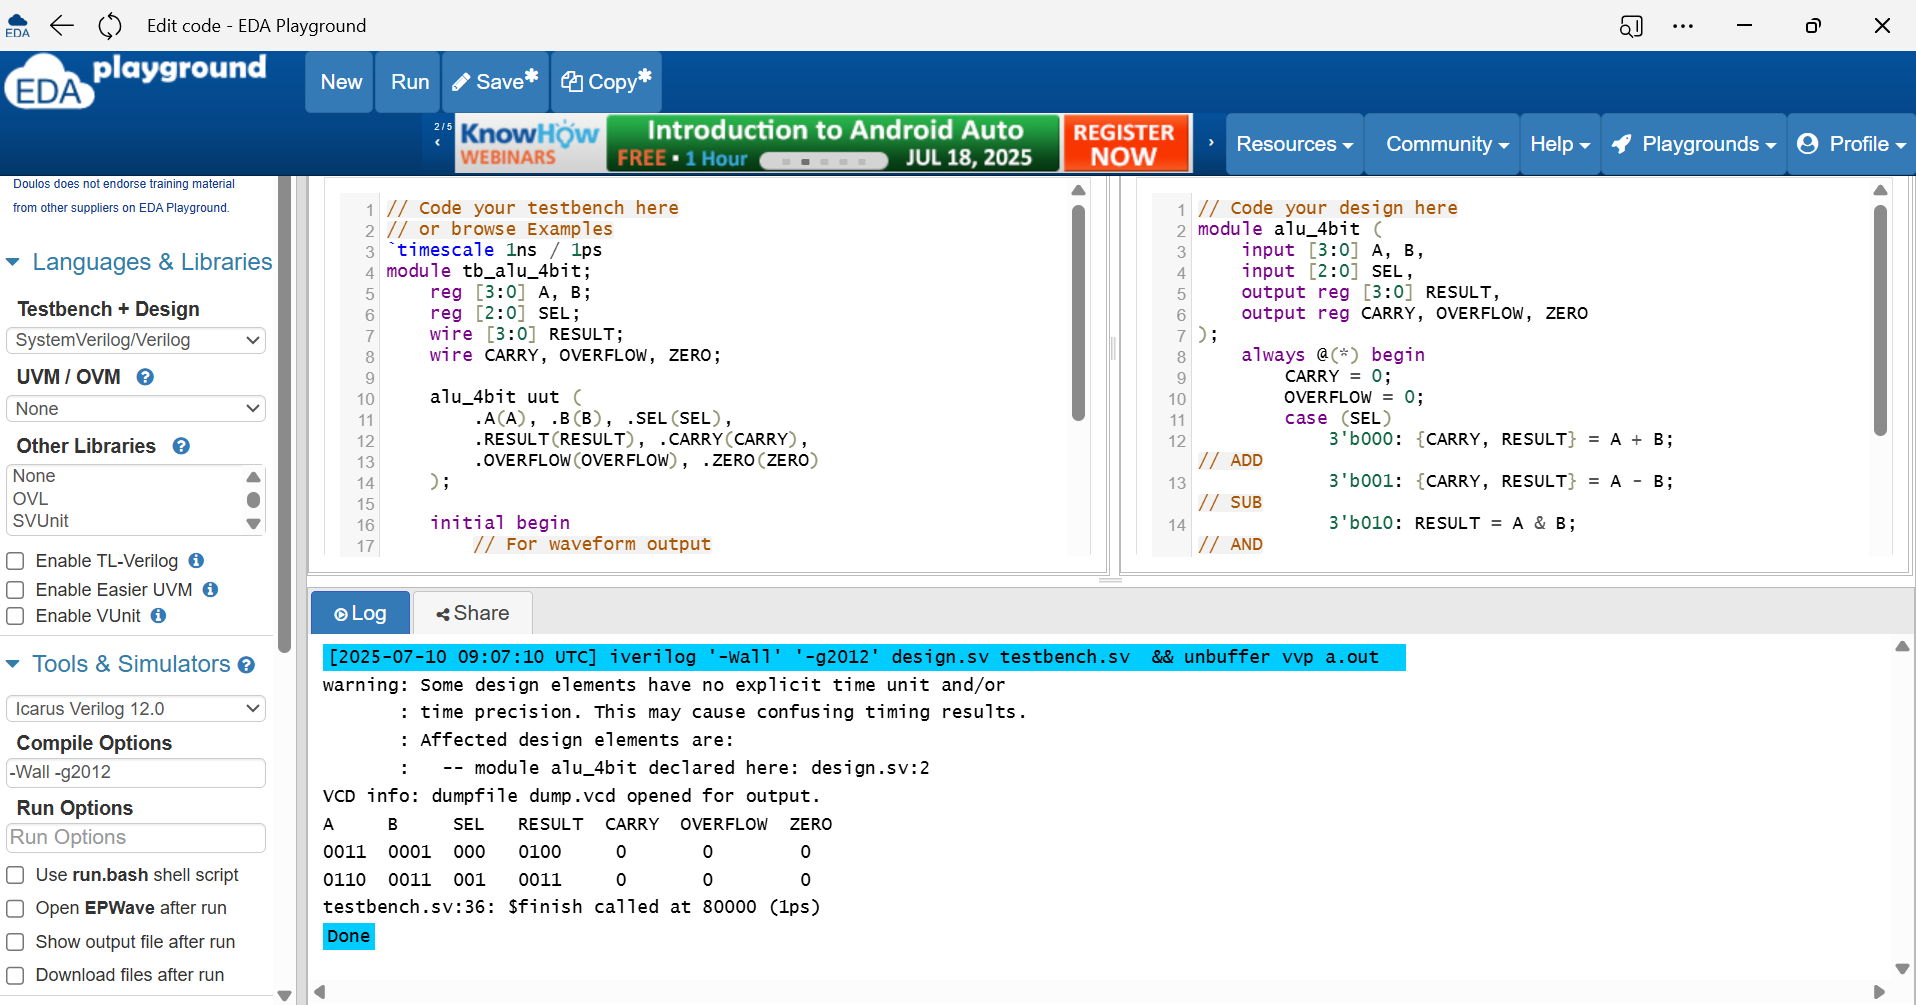 EDA
Edit code - EDA Playground
EDA playground
New
Run
Save*
Copy*
2/5
KnowHow
WEBINARS
Introduction to Android Auto
FREE • 1 Hour
JUL 18, 2025
REGISTER
NOW
Resources
Community
Help
Playgrounds
Profile
Doulos does not endorse training material
from other suppliers on EDA Playground.
Languages & Libraries
Testbench + Design
SystemVerilog/Verilog
UVM / OVM
None
Other Libraries
None
OVL
SVUnit
Enable TL-Verilog
Enable Easier UVM
Enable VUnit
Tools & Simulators
Icarus Verilog 12.0
Compile Options
-Wall -g2012
Run Options
Run Options
Use run.bash shell script
Open EPWave after run
Show output file after run
Download files after run
1 // Code your testbench here
2 // or browse Examples
3 `timescale 1ns / 1ps
4 module tb_alu_4bit;
5     reg [3:0] A, B;
6     reg [2:0] SEL;
7     wire [3:0] RESULT;
8     wire CARRY, OVERFLOW, ZERO;
9
10     alu_4bit uut (
11         .A(A), .B(B), .SEL(SEL),
12         .RESULT(RESULT), .CARRY(CARRY),
13         .OVERFLOW(OVERFLOW), .ZERO(ZERO)
14     );
15
16     initial begin
17         // For waveform output
1 // Code your design here
2 module alu_4bit (
3     input [3:0] A, B,
4     input [2:0] SEL,
5     output reg [3:0] RESULT,
6     output reg CARRY, OVERFLOW, ZERO
7 );
8     always @(*) begin
9         CARRY = 0;
10         OVERFLOW = 0;
11         case (SEL)
12             3'b000: {CARRY, RESULT} = A + B;
// ADD
13             3'b001: {CARRY, RESULT} = A - B;
// SUB
14             3'b010: RESULT = A & B;
// AND
Log
Share
[2025-07-10 09:07:10 UTC] iverilog '-Wall' '-g2012' design.sv testbench.sv  && unbuffer vvp a.out
warning: Some design elements have no explicit time unit and/or
       : time precision. This may cause confusing timing results.
       : Affected design elements are:
       :   -- module alu_4bit declared here: design.sv:2
VCD info: dumpfile dump.vcd opened for output.
A     B     SEL   RESULT  CARRY  OVERFLOW  ZERO
0011  0001  000   0100     0       0        0
0110  0011  001   0011     0       0        0
testbench.sv:36: $finish called at 80000 (1ps)
Done